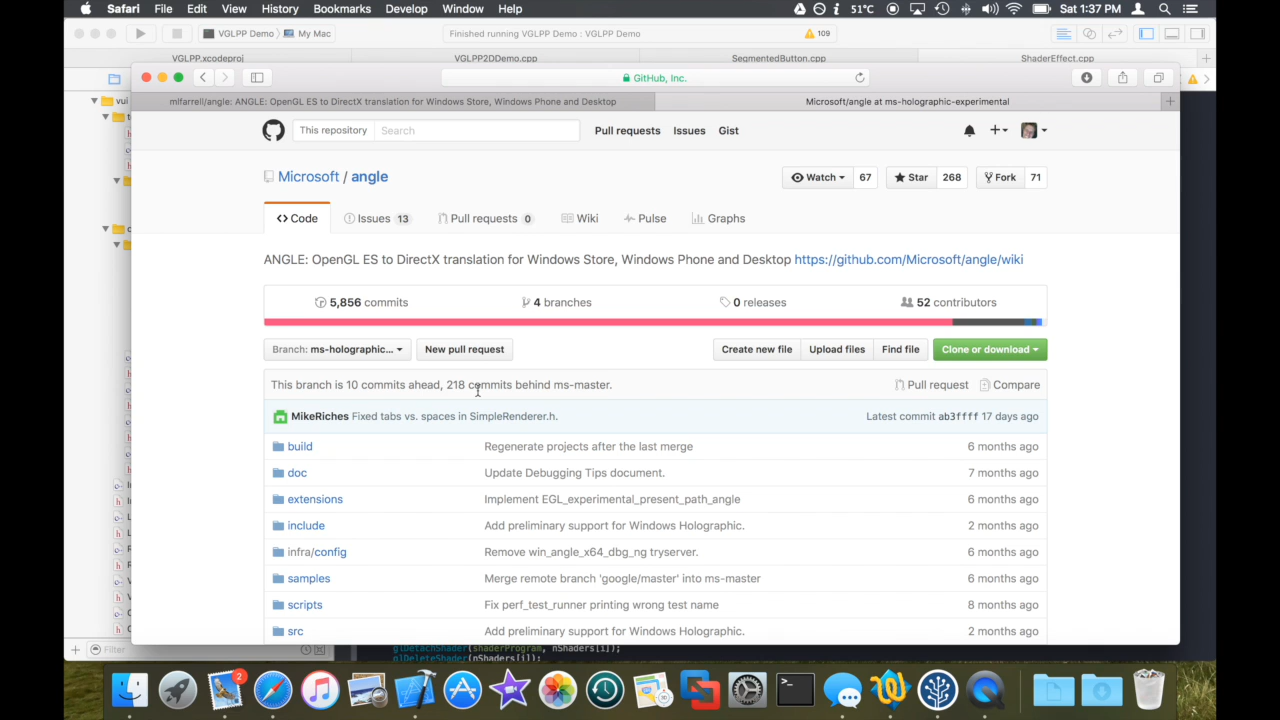 Safari File Edit View History Bookmarks Develop Window Help 51°C Sat 1:37 PM
VGLPP Demo My Mac Finished running VGLPP Demo : VGLPP Demo 109
VGLPP.xcodeproj VGLPP2DDemo.cpp SegmentedButton.cpp ShaderEffect.cpp
GitHub, Inc.
mlfarrell/angle: ANGLE: OpenGL ES to DirectX translation for Windows Store, Windows Phone and Desktop Microsoft/angle at ms-holographic-experimental
vui
This repository Search Pull requests Issues Gist
Microsoft / angle Watch 67 Star 268 Fork 71
Code Issues 13 Pull requests 0 Wiki Pulse Graphs
ANGLE: OpenGL ES to DirectX translation for Windows Store, Windows Phone and Desktop https://github.com/Microsoft/angle/wiki
5,856 commits 4 branches 0 releases 52 contributors
Branch: ms-holographic... New pull request Create new file Upload files Find file Clone or download
This branch is 10 commits ahead, 218 commits behind ms-master. Pull request Compare
MikeRiches Fixed tabs vs. spaces in SimpleRenderer.h. Latest commit ab3ffff 17 days ago
build Regenerate projects after the last merge 6 months ago
doc Update Debugging Tips document. 7 months ago
extensions Implement EGL_experimental_present_path_angle 6 months ago
include Add preliminary support for Windows Holographic. 2 months ago
infra/config Remove win_angle_x64_dbg_ng tryserver. 6 months ago
samples Merge remote branch 'google/master' into ms-master 6 months ago
scripts Fix perf_test_runner printing wrong test name 8 months ago
src Add preliminary support for Windows Holographic. 2 months ago
Filter glDetachShader(shaderProgram, nShaders[i]);
glDeleteShader(nShaders[i]);
2